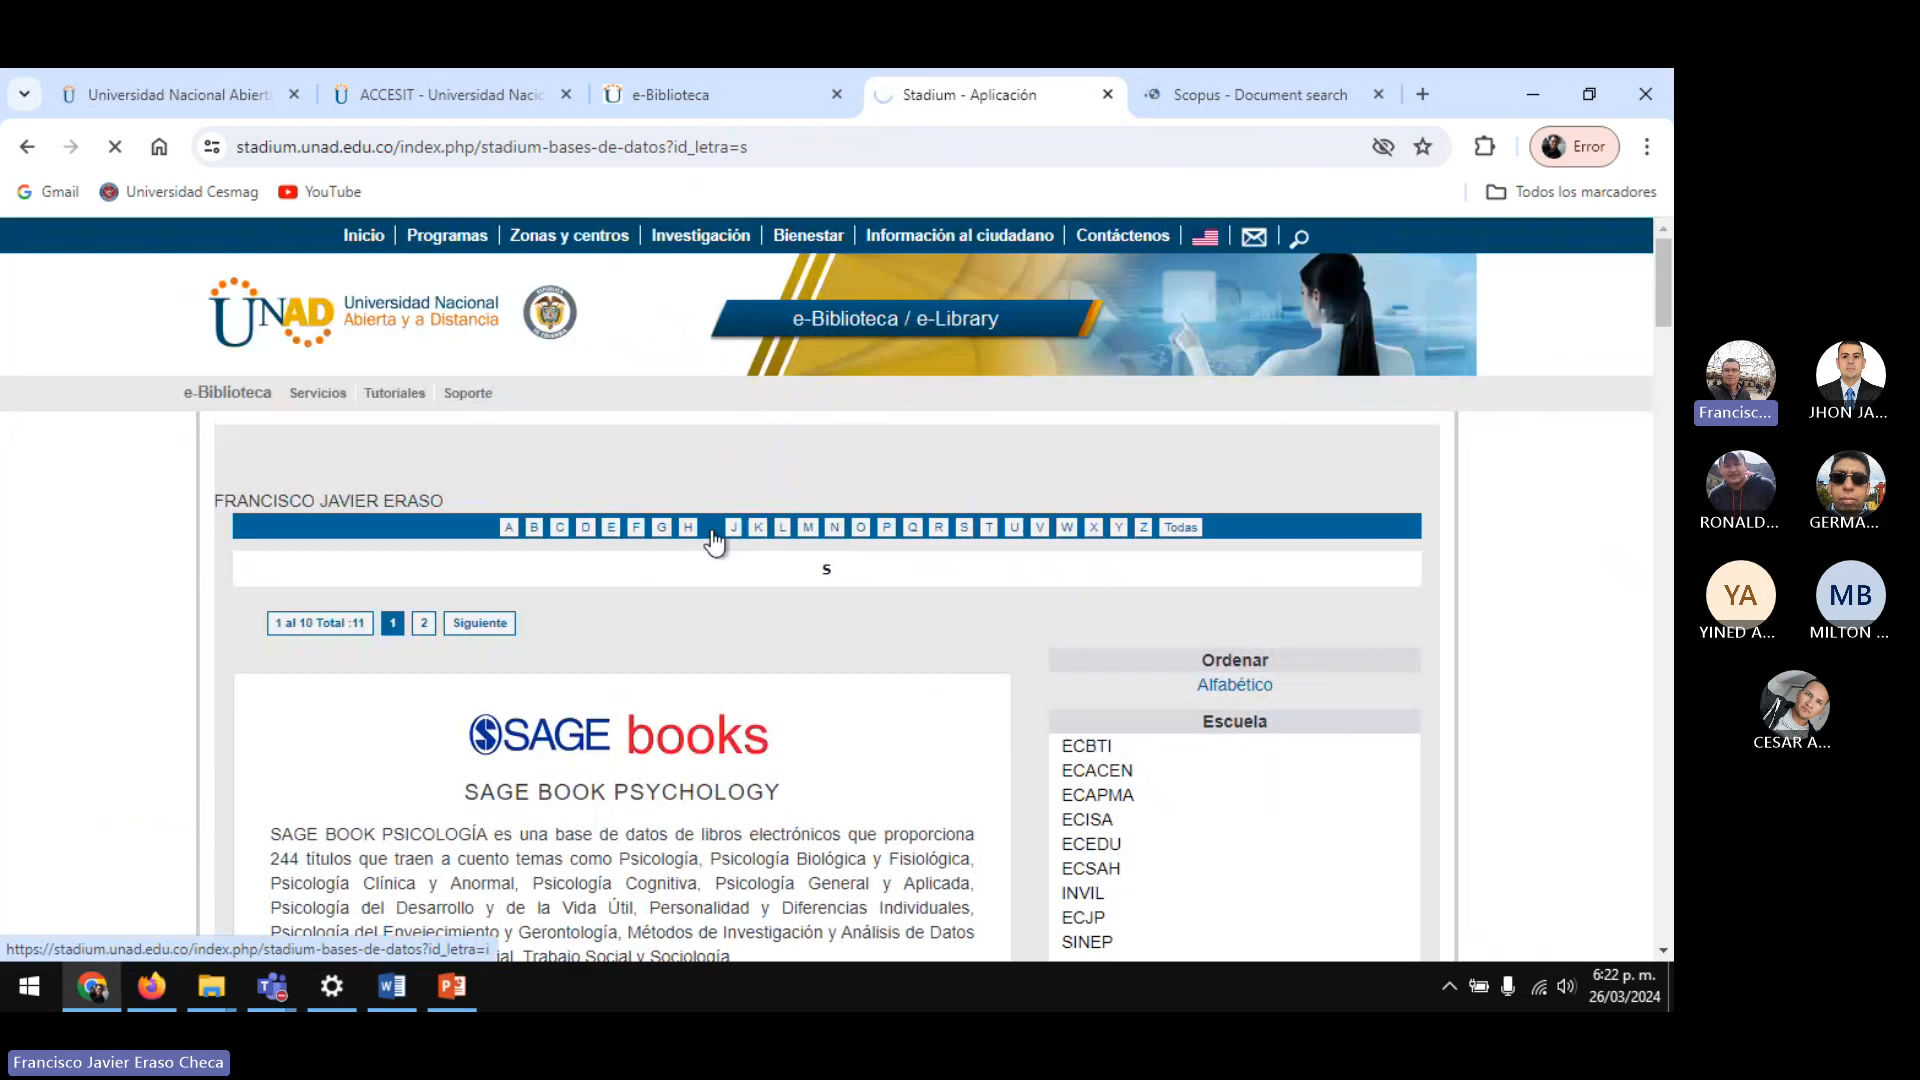 Universidad Nacional Abierta
ACCESIT - Universidad Nacio
e-Biblioteca
Stadium - Aplicación
Scopus - Document search
stadium.unad.edu.co/index.php/stadium-bases-de-datos?id_letra=s
Error
Gmail
Universidad Cesmag
YouTube
Todos los marcadores
Inicio
Programas
Zonas y centros
Investigación
Bienestar
Información al ciudadano
Contáctenos
UNAD
Universidad Nacional
Abierta y a Distancia
e-Biblioteca / e-Library
e-Biblioteca
Servicios
Tutoriales
Soporte
FRANCISCO JAVIER ERASO
A B C D E F G H J K L M N O P Q R S T U V W X Y Z Todas
S
1 al 10 Total :11
1
2
Siguiente
SAGE books
SAGE BOOK PSYCHOLOGY
SAGE BOOK PSICOLOGÍA es una base de datos de libros electrónicos que proporciona
244 títulos que traen a cuento temas como Psicología, Psicología Biológica y Fisiológica,
Psicología Clínica y Anormal, Psicología Cognitiva, Psicología General y Aplicada,
Psicología del Desarrollo y de la Vida Útil, Personalidad y Diferencias Individuales,
Psicología del Envejecimiento y Gerontología, Métodos de Investigación y Análisis de Datos
ial, Trabajo Social y Sociología
Ordenar
Alfabético
Escuela
ECBTI
ECACEN
ECAPMA
ECISA
ECEDU
ECSAH
INVIL
ECJP
SINEP
https://stadium.unad.edu.co/index.php/stadium-bases-de-datos?id_letra=i
6:22 p. m.
26/03/2024
Francisc...
JHON JA...
RONALD...
GERMA...
YA
YINED A...
MB
MILTON ...
CESAR A...
Francisco Javier Eraso Checa